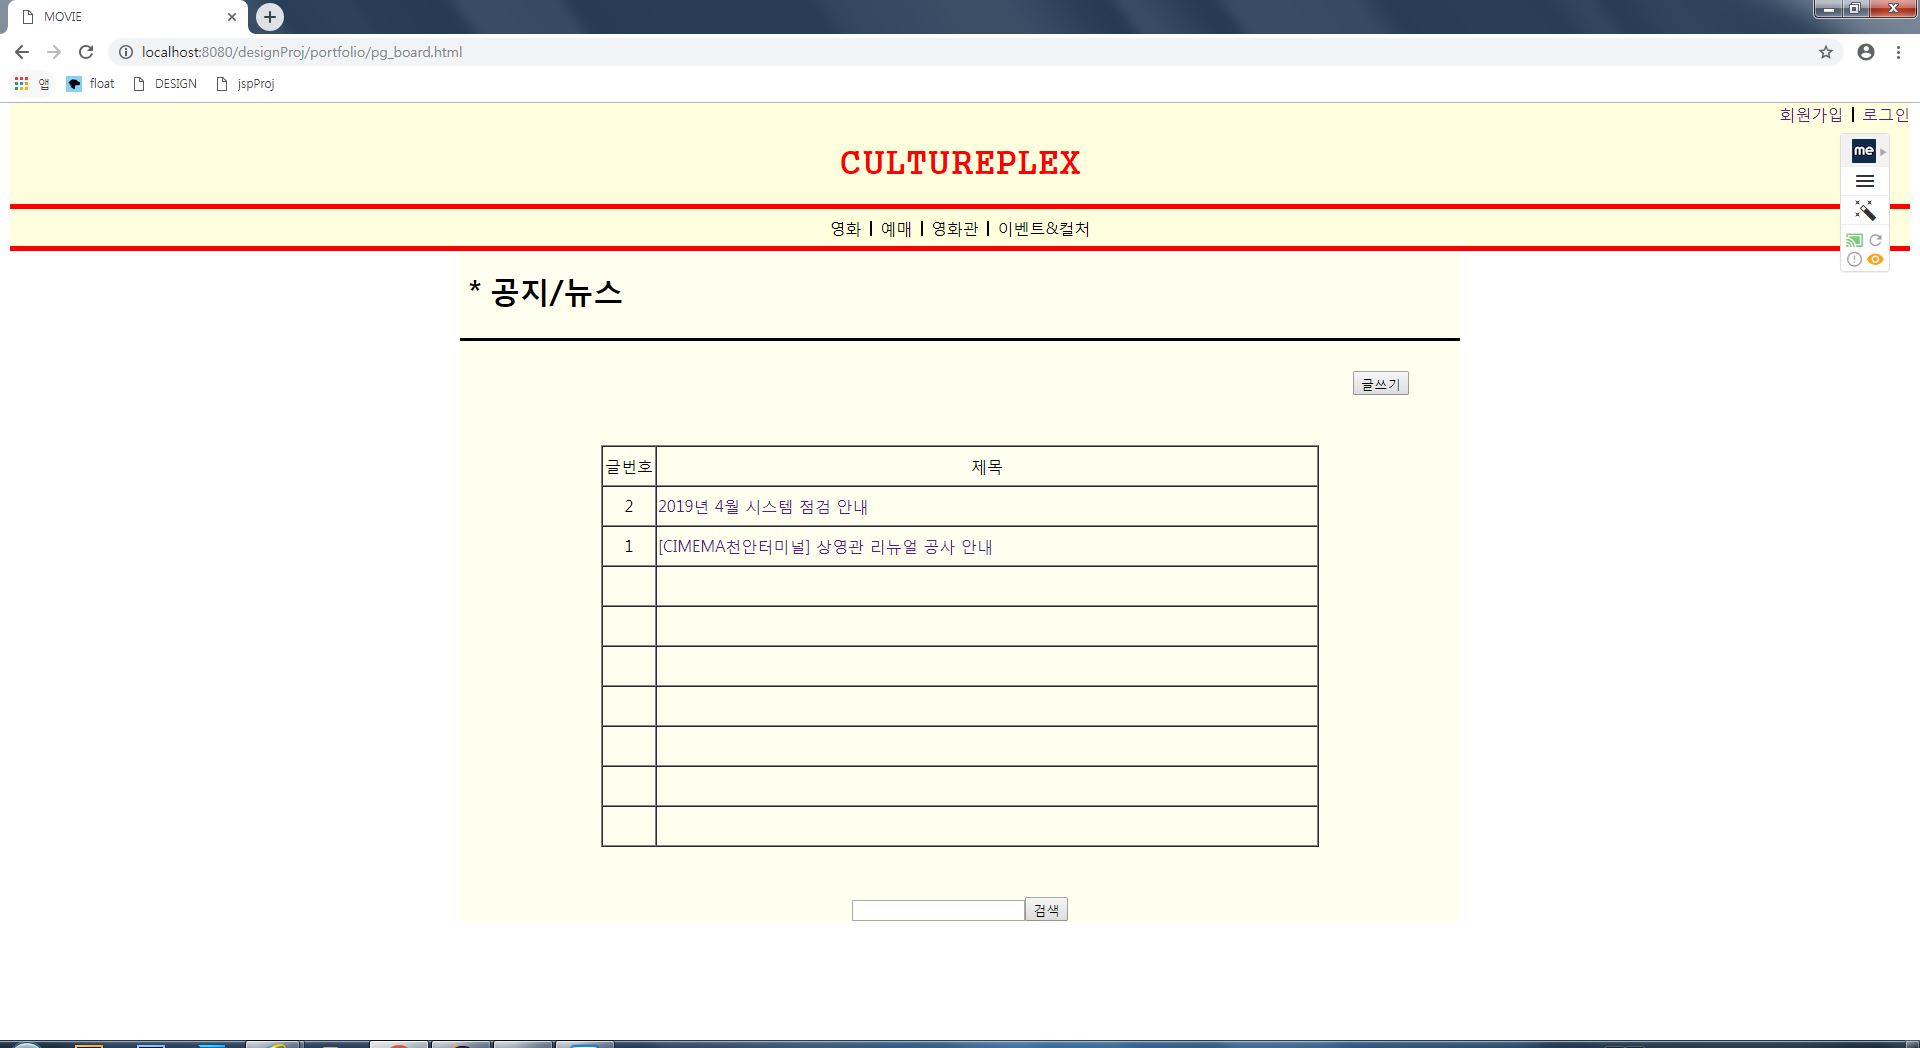 MOVIE
localhost:8080/designProj/portfolio/pg_board.html
앱 float DESIGN jspProj
회원가입 | 로그인
me
CULTUREPLEX
영화 | 예매 | 영화관 | 이벤트&컬처
* 공지/뉴스
글쓰기
글번호 제목
2 2019년 4월 시스템 점검 안내
1 [CIMEMA천안터미널] 상영관 리뉴얼 공사 안내
검색